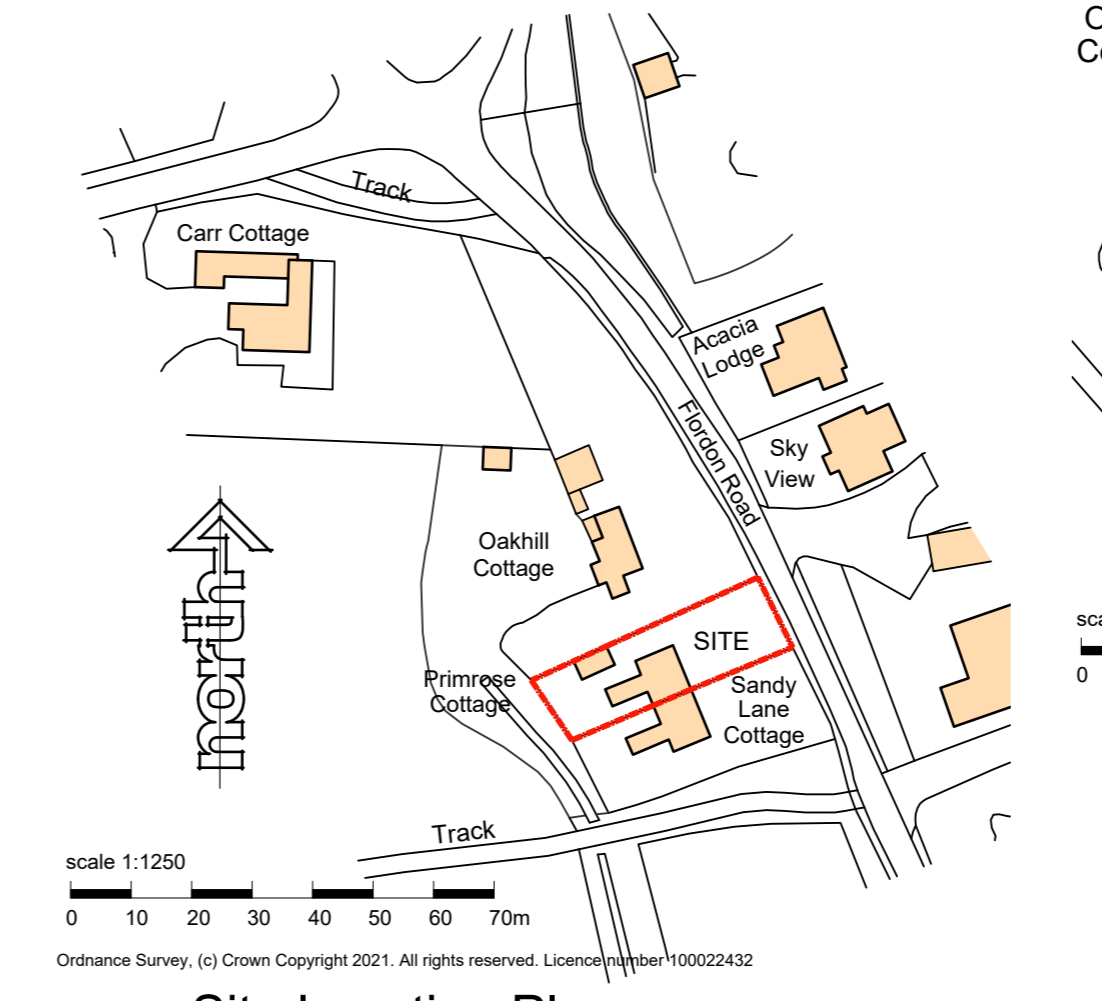 Track
Carr Cottage
Acacia
Lodge
Flordon Road
Sky
View
Oakhill
Cottage
north
SITE
Primrose
Cottage
Sandy
Lane
Cottage
Track
scale 1:1250
0 10 20 30 40 50 60 70m
0
Ordnance Survey, (c) Crown Copyright 2021. All rights reserved. Licence number 100022432